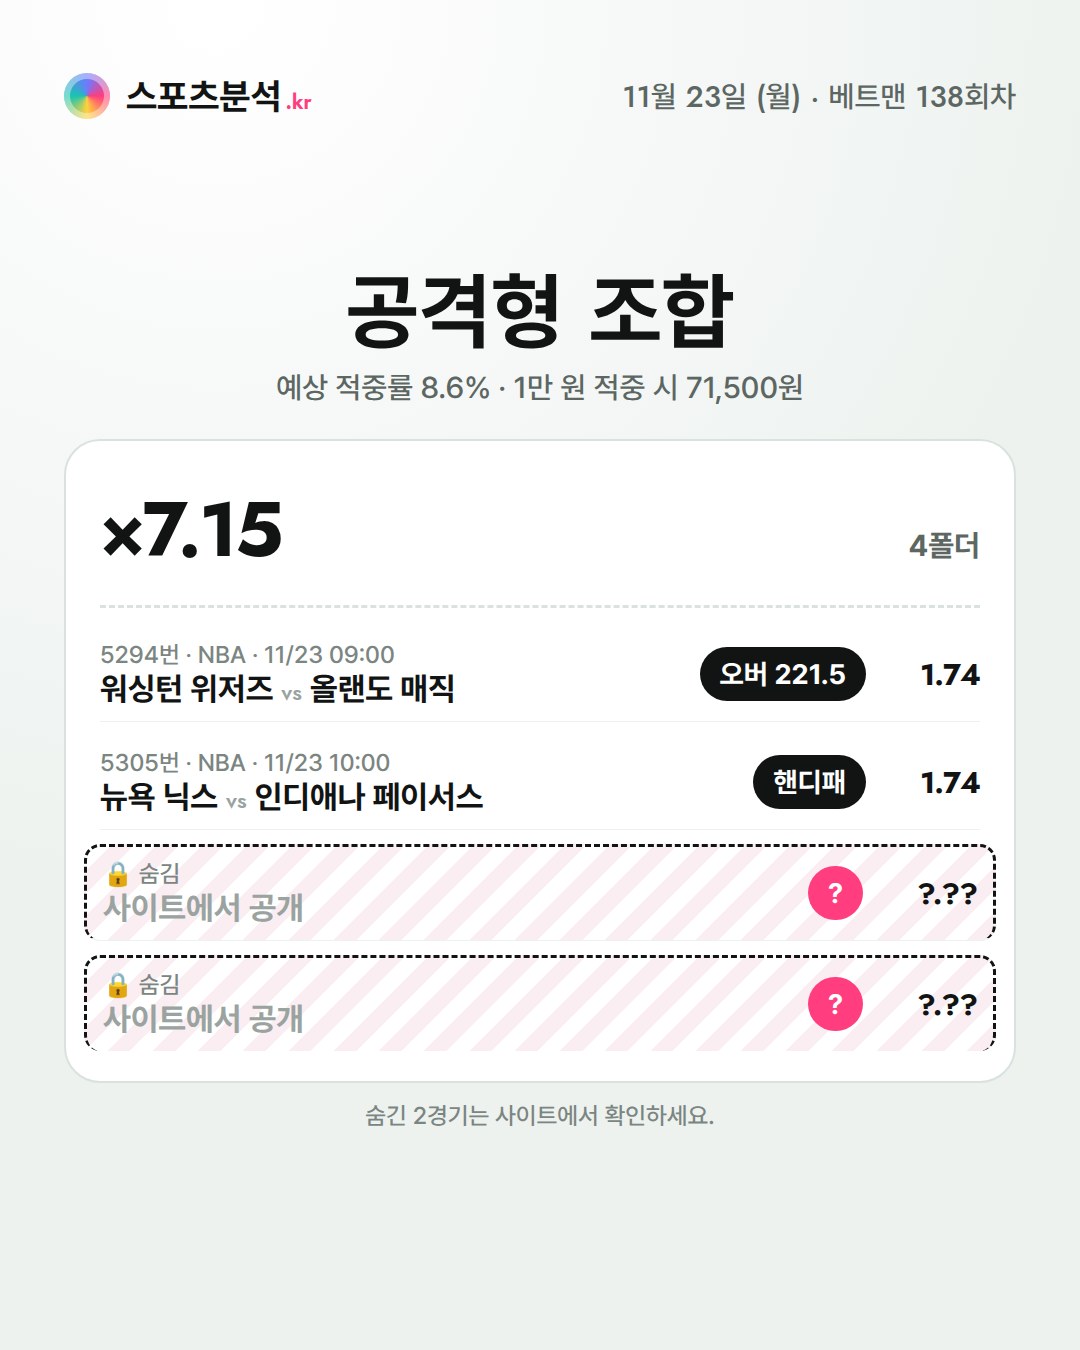 스포츠분석.kr
11월 23일 (월) · 베트맨 138회차
공격형 조합
예상 적중률 8.6% · 1만 원 적중 시 71,500원
×7.15
4폴더
5294번 · NBA · 11/23 09:00
워싱턴 위저즈 vs 올랜도 매직
오버 221.5
1.74
5305번 · NBA · 11/23 10:00
뉴욕 닉스 vs 인디애나 페이서스
핸디패
1.74
🔒 숨김
사이트에서 공개
?
?.??
🔒 숨김
사이트에서 공개
?
?.??
숨긴 2경기는 사이트에서 확인하세요.